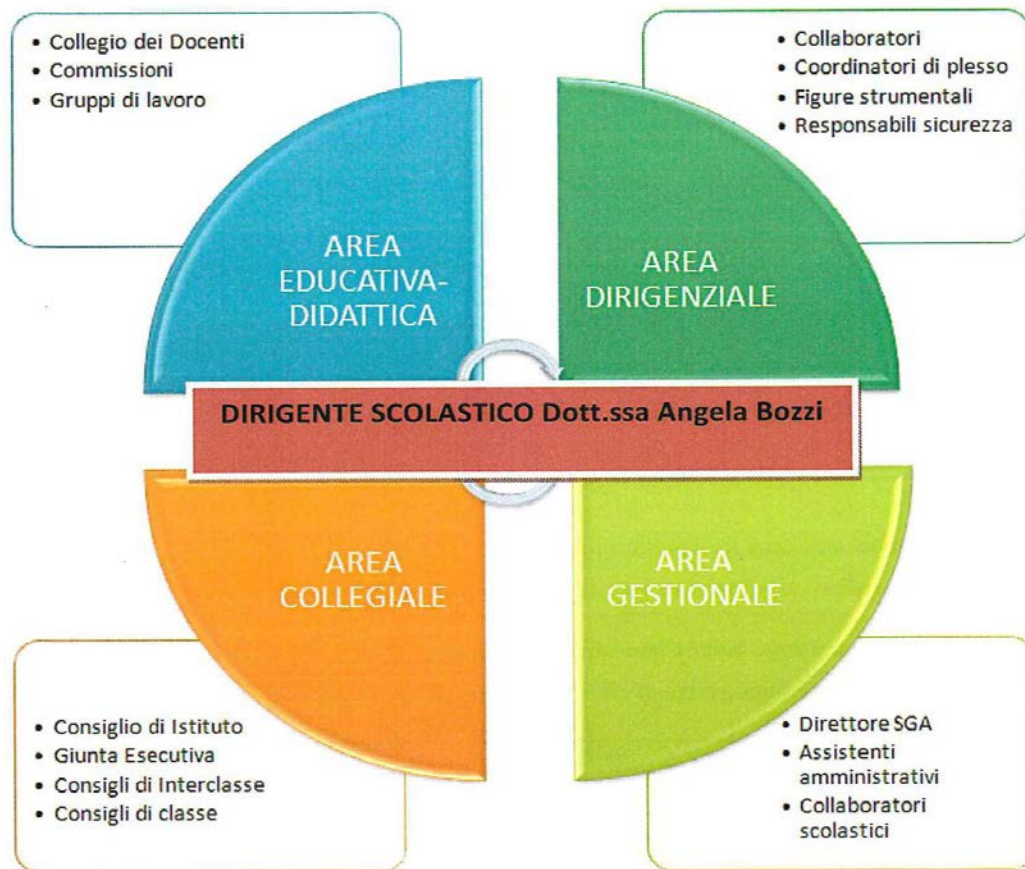 • Collegio dei Docenti
• Commissioni
• Gruppi di lavoro
• Collaboratori
• Coordinatori di plesso
• Figure strumentali
• Responsabili sicurezza
AREA
EDUCATIVA-
DIDATTICA
AREA
DIRIGENZIALE
DIRIGENTE SCOLASTICO Dott.ssa Angela Bozzi
AREA
COLLEGIALE
AREA
GESTIONALE
• Consiglio di Istituto
• Giunta Esecutiva
• Consigli di Interclasse
• Consigli di classe
• Direttore SGA
• Assistenti
amministrativi
• Collaboratori
scolastici